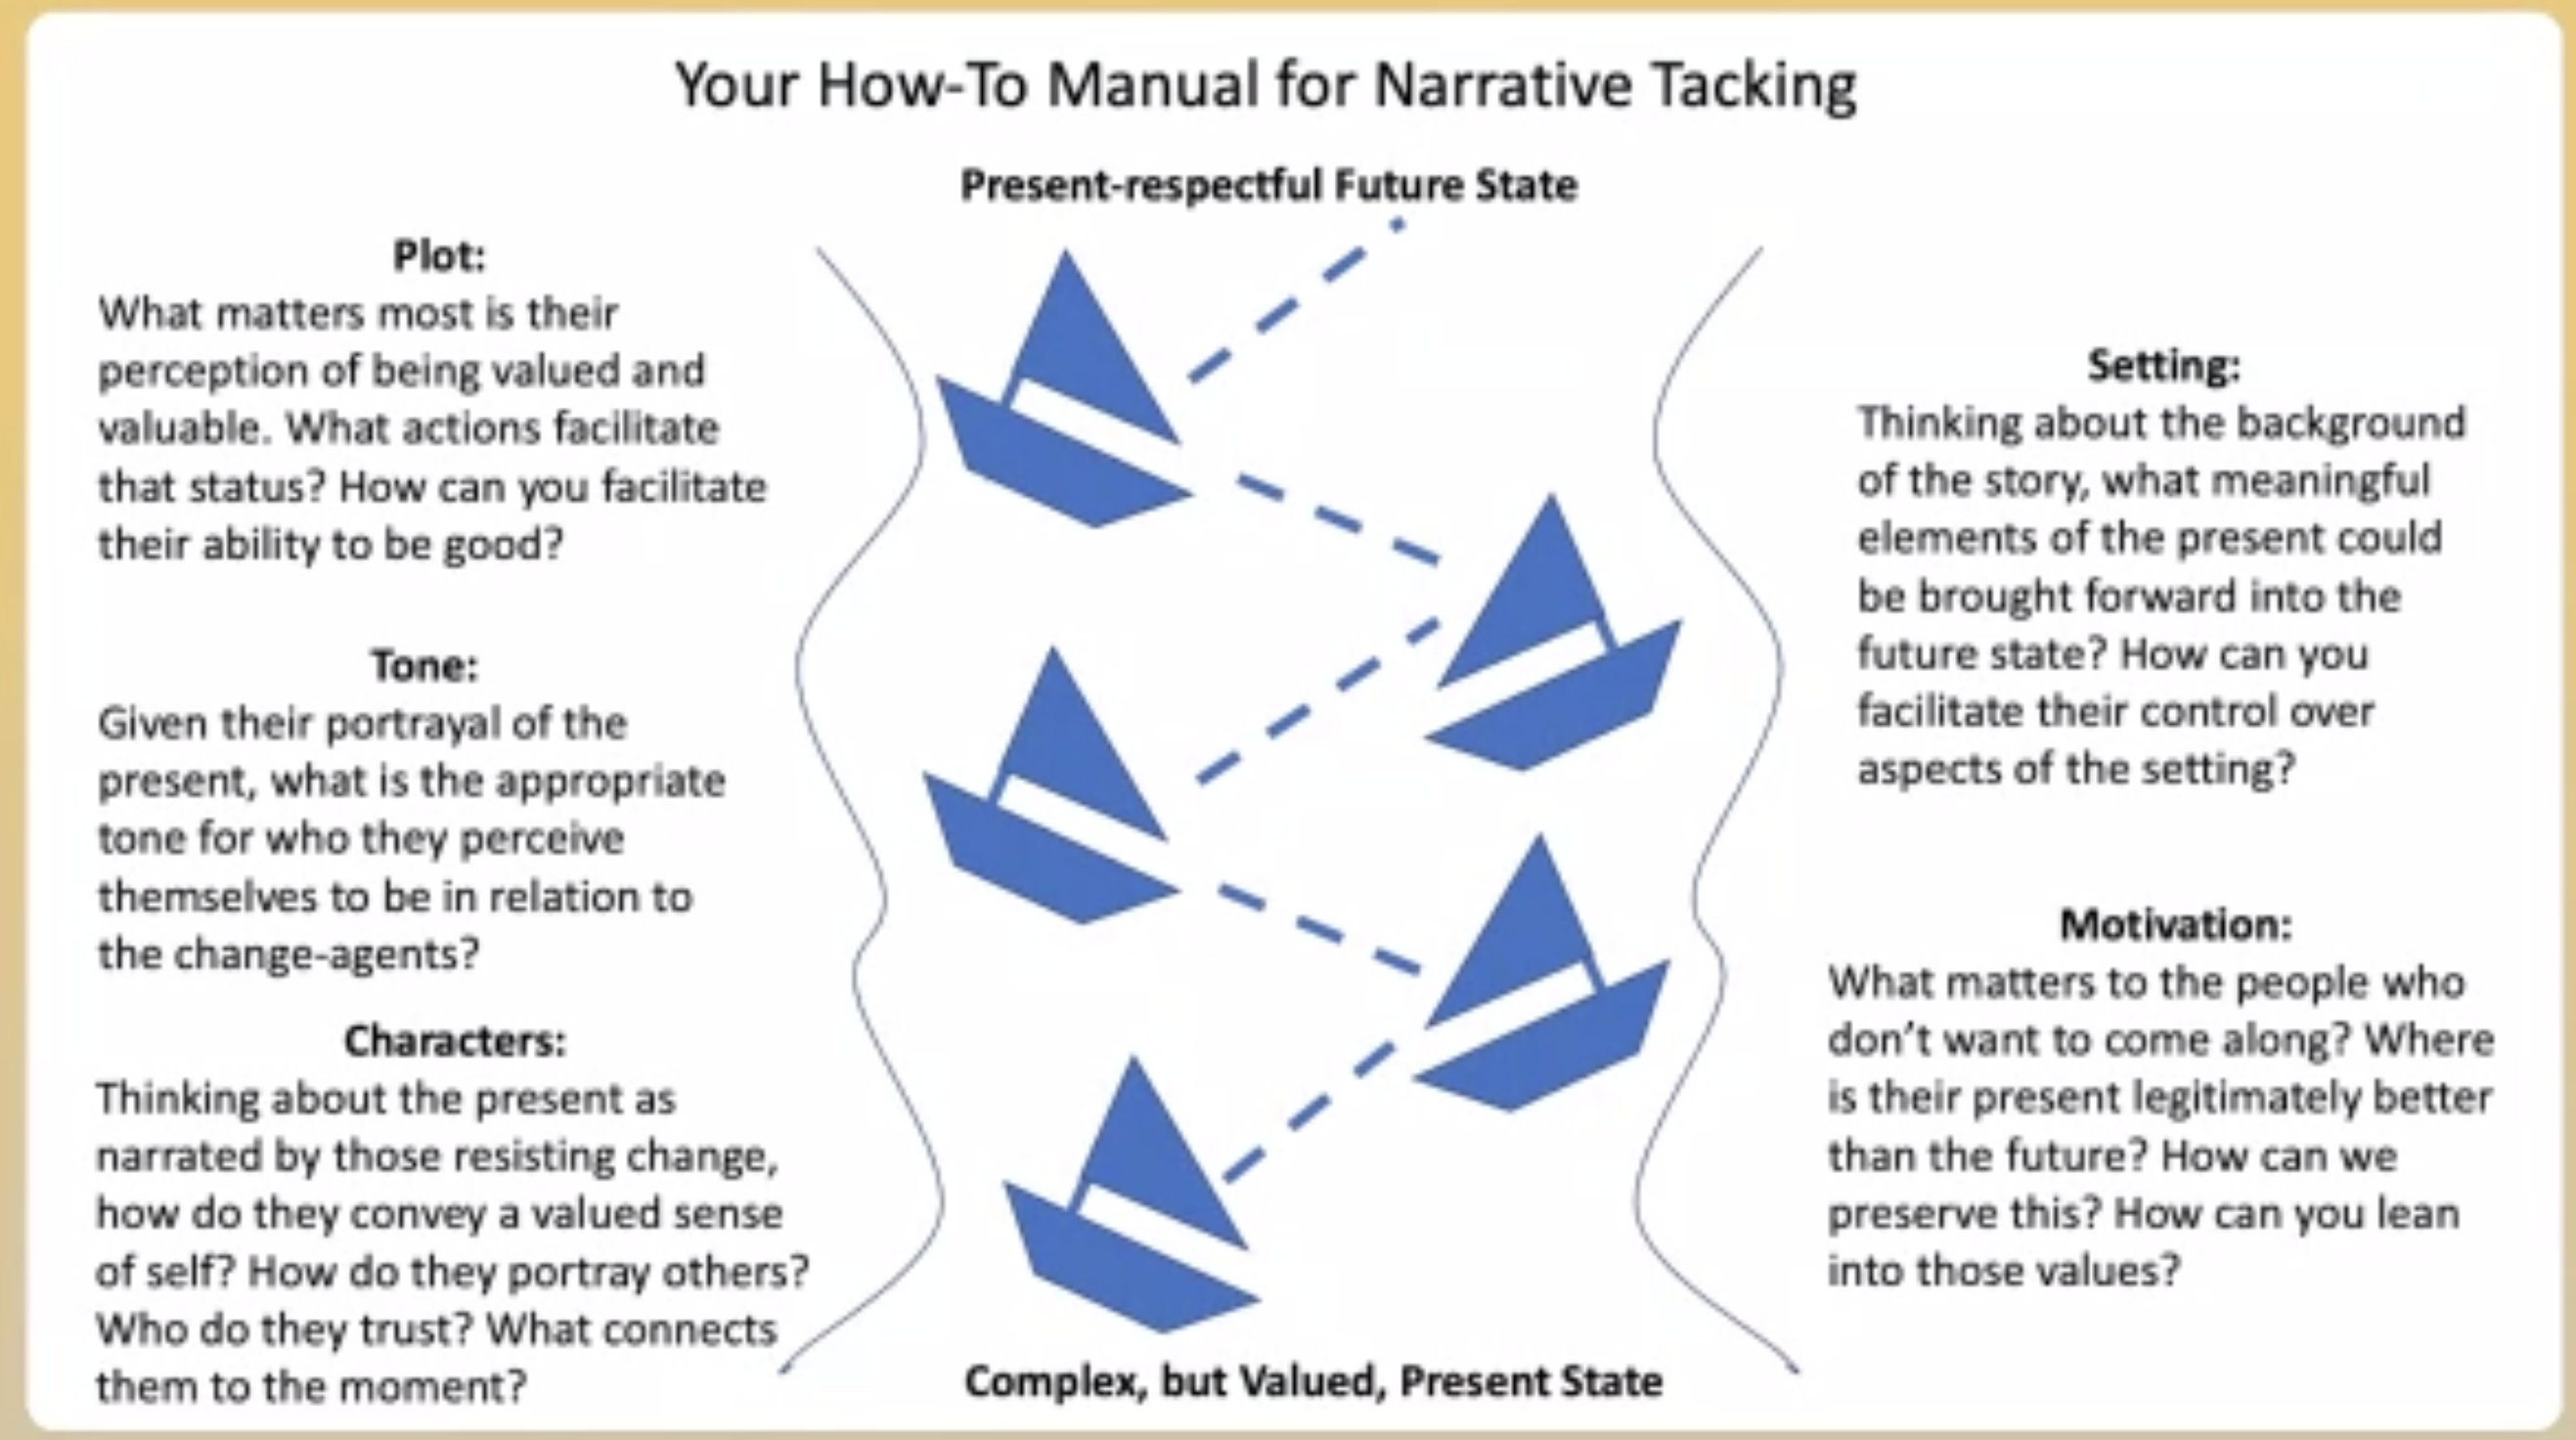 Your How-To Manual for Narrative Tacking
Present-respectful Future State
Plot:
What matters most is their
perception of being valued and
valuable. What actions facilitate
that status? How can you facilitate
their ability to be good?
Tone:
Given their portrayal of the
present, what is the appropriate
tone for who they perceive
themselves to be in relation to
the change-agents?
Characters:
Thinking about the present as
narrated by those resisting change,
how do they convey a valued sense
of self? How do they portray others?
Who do they trust? What connects
them to the moment?
Setting:
Thinking about the background
of the story, what meaningful
elements of the present could
be brought forward into the
future state? How can you
facilitate their control over
aspects of the setting?
Motivation:
What matters to the people who
don’t want to come along? Where
is their present legitimately better
than the future? How can we
preserve this? How can you lean
into those values?
Complex, but Valued, Present State